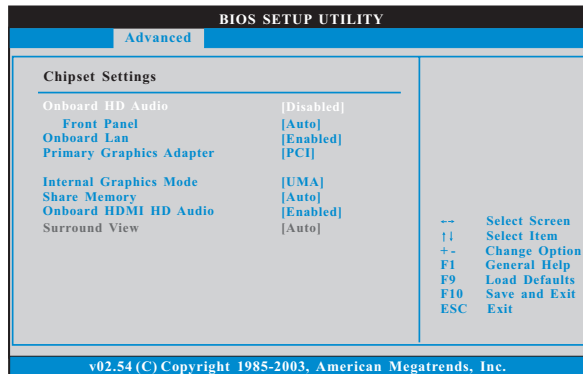 BIOS SETUP UTILITY
Advanced
Chipset Settings
Onboard HD Audio [Disabled]
Front Panel [Auto]
Onboard Lan [Enabled]
Primary Graphics Adapter [PCI]
Internal Graphics Mode [UMA]
Share Memory [Auto]
Onboard HDMI HD Audio [Enabled]
Surround View [Auto]
←→ Select Screen
↑↓ Select Item
+ - Change Option
F1 General Help
F9 Load Defaults
F10 Save and Exit
ESC Exit
v02.54 (C) Copyright 1985-2003, American Megatrends, Inc.